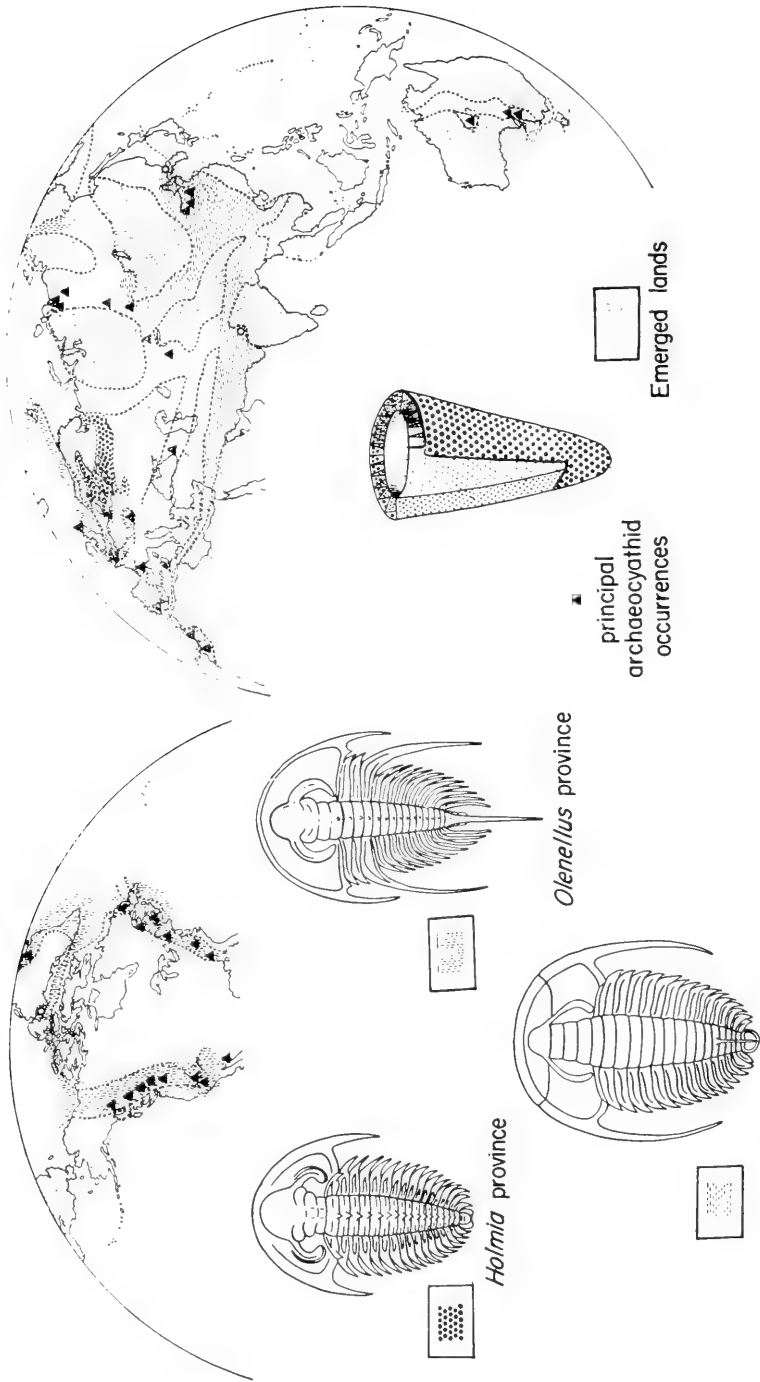 Olenellus province
Holmia province
principal
archaeocyathid
occurrences
Emerged lands